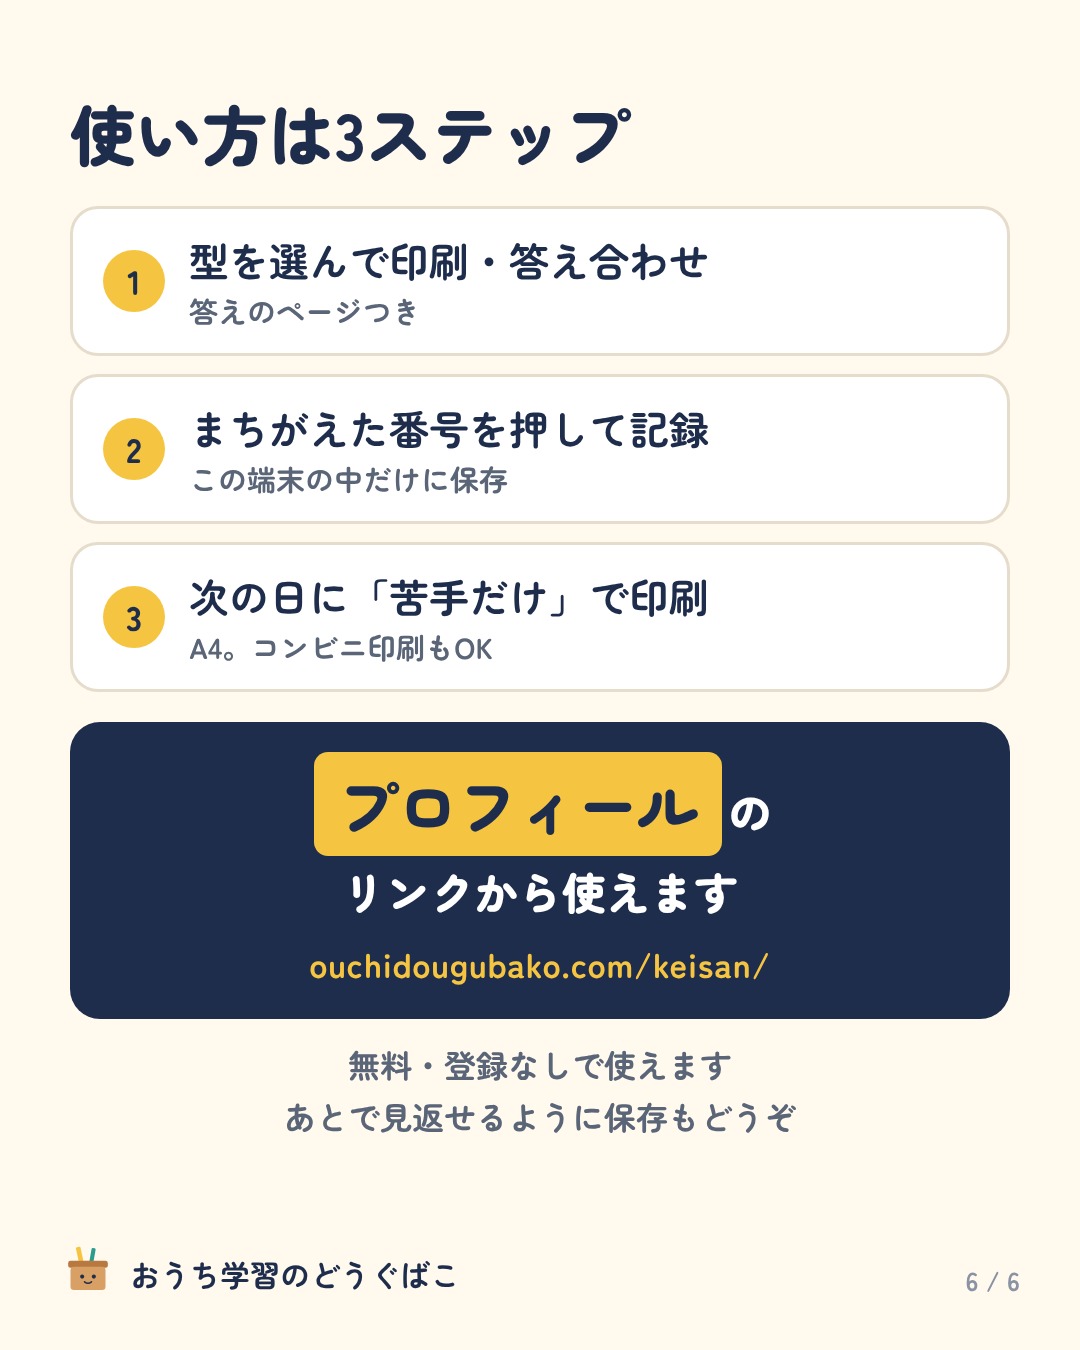 使い方は3ステップ
1
型を選んで印刷・答え合わせ
答えのページつき
2
まちがえた番号を押して記録
この端末の中だけに保存
3
次の日に「苦手だけ」で印刷
A4。コンビニ印刷もOK
プロフィールの
リンクから使えます
ouchidougubako.com/keisan/
無料・登録なしで使えます
あとで見返せるように保存もどうぞ
おうち学習のどうぐばこ
6 / 6